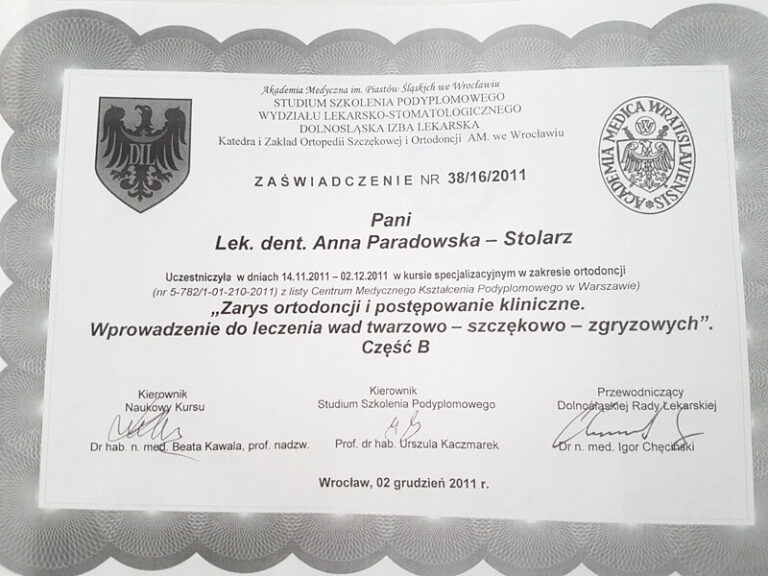 Akademia Medyczna im. Piastów Śląskich we Wrocławiu
STUDIUM SZKOLENIA PODYPLOMOWEGO
WYDZIAŁU LEKARSKO-STOMATOLOGICZNEGO
DOLNOŚLĄSKA IZBA LEKARSKA
Katedra i Zakład Ortopedii Szczękowej i Ortodoncji AM. we Wrocławiu
DIL
ACADEMIA MEDICA WRATISLAVIENSIS
ZAŚWIADCZENIE NR 38/16/2011
Pani
Lek. dent. Anna Paradowska – Stolarz
Uczestniczyła w dniach 14.11.2011 – 02.12.2011 w kursie specjalizacyjnym w zakresie ortodoncji
(nr 5-782/1-01-210-2011) z listy Centrum Medycznego Kształcenia Podyplomowego w Warszawie)
„Zarys ortodoncji i postępowanie kliniczne.
Wprowadzenie do leczenia wad twarzowo – szczękowo – zgryzowych”.
Część B
Kierownik
Naukowy Kursu
Dr hab. n. med. Beata Kawala, prof. nadzw.
Kierownik
Studium Szkolenia Podyplomowego
Prof. dr hab. Urszula Kaczmarek
Przewodniczący
Dolnośląskiej Rady Lekarskiej
Dr n. med. Igor Chęciński
Wrocław, 02 grudzień 2011 r.